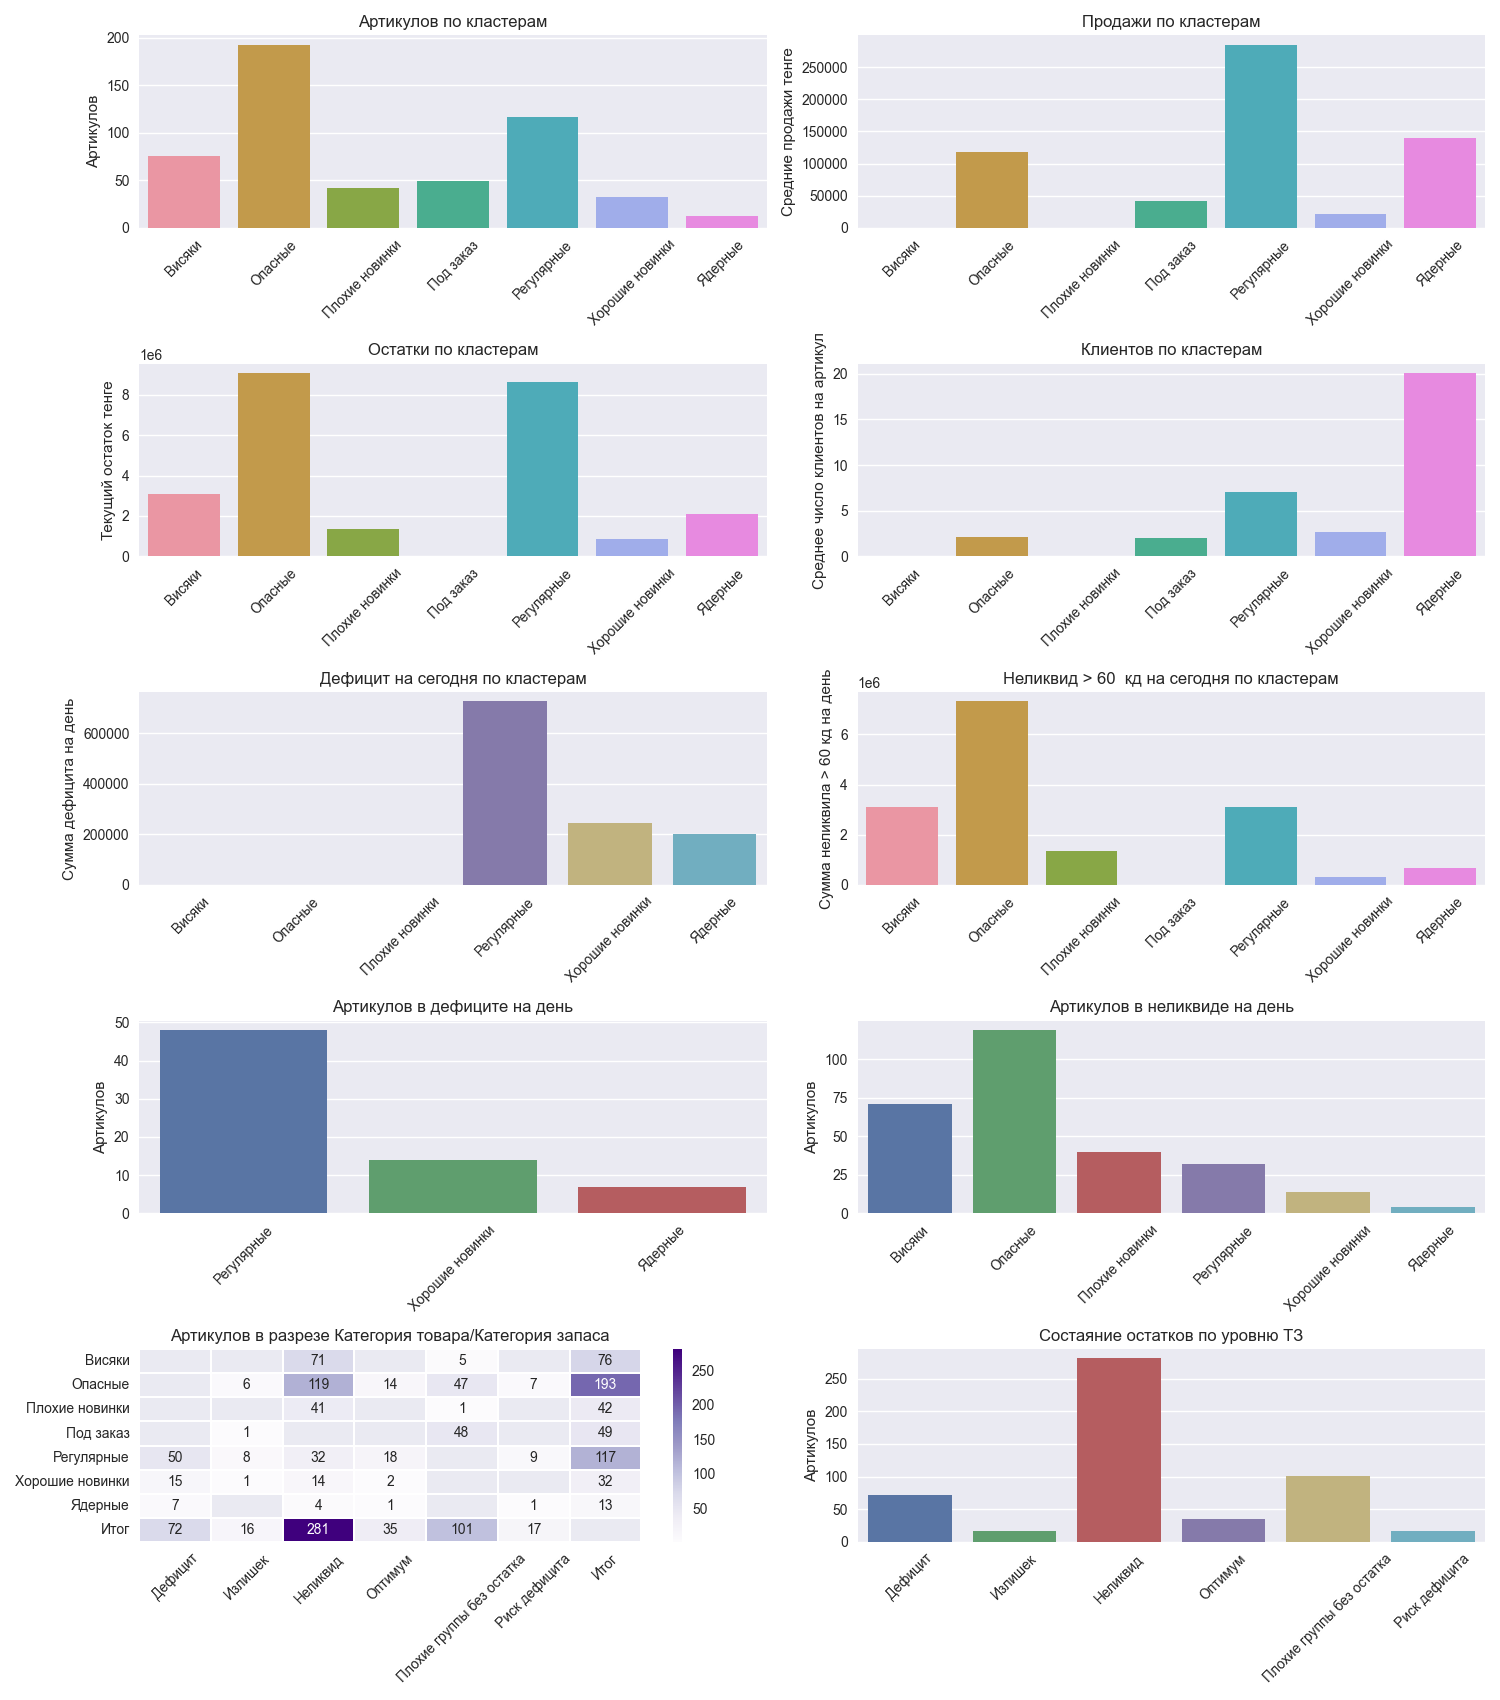 Артикулов по кластерам
Артикулов
200
150
100
50
0
Висяки
Опасные
Плохие новинки
Под заказ
Регулярные
Хорошие новинки
Ядерные
Продажи по кластерам
Средние продажи тенге
250000
200000
150000
100000
50000
0
Висяки
Опасные
Плохие новинки
Под заказ
Регулярные
Хорошие новинки
Ядерные
Остатки по кластерам
1e6
Текущий остаток тенге
8
6
4
2
0
Висяки
Опасные
Плохие новинки
Под заказ
Регулярные
Хорошие новинки
Ядерные
Клиентов по кластерам
Среднее число клиентов на артикул
20
15
10
5
0
Висяки
Опасные
Плохие новинки
Под заказ
Регулярные
Хорошие новинки
Ядерные
Дефицит на сегодня по кластерам
Сумма дефицита на день
600000
400000
200000
0
Висяки
Опасные
Плохие новинки
Регулярные
Хорошие новинки
Ядерные
Неликвид > 60 кд на сегодня по кластерам
1e6
Сумма неликвила > 60 кд на день
6
4
2
0
Висяки
Опасные
Плохие новинки
Под заказ
Регулярные
Хорошие новинки
Ядерные
Артикулов в дефиците на день
Артикулов
50
40
30
20
10
0
Регулярные
Хорошие новинки
Ядерные
Артикулов в неликвиде на день
Артикулов
100
75
50
25
0
Висяки
Опасные
Плохие новинки
Регулярные
Хорошие новинки
Ядерные
Артикулов в разрезе Категория товара/Категория запаса
Висяки 71 5 76
Опасные 6 119 14 47 7 193
Плохие новинки 41 1 42
Под заказ 1 48 49
Регулярные 50 8 32 18 9 117
Хорошие новинки 15 1 14 2 32
Ядерные 7 4 1 1 13
Итог 72 16 281 35 101 17
Дефицит
Излишек
Неликвид
Оптимум
Плохие группы без остатка
Риск дефицита
Итог
250
200
150
100
50
Состаяние остатков по уровню ТЗ
Артикулов
250
200
150
100
50
0
Дефицит
Излишек
Неликвид
Оптимум
Плохие группы без остатка
Риск дефицита